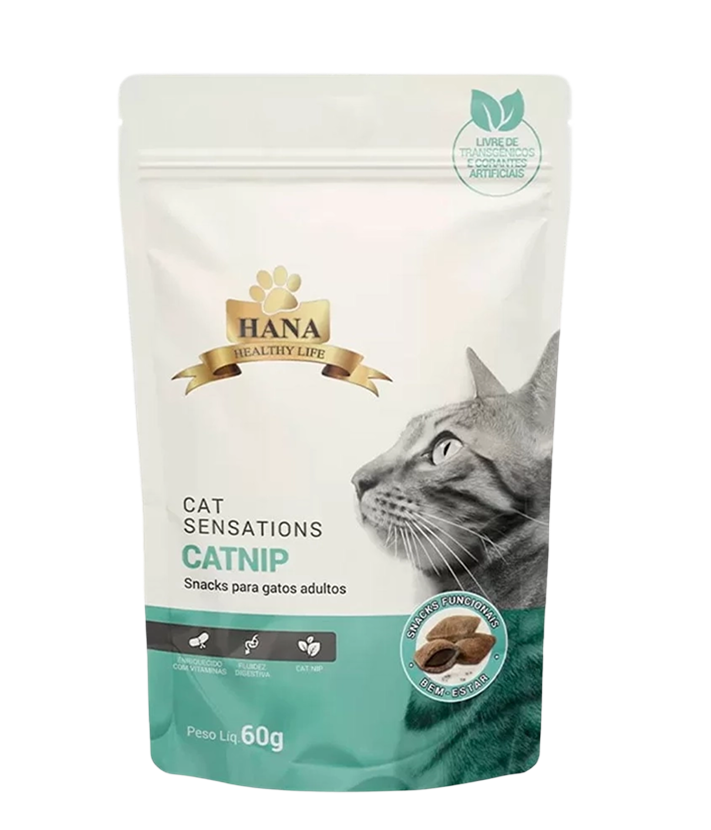 LIVRE DE
TRANSGÊNICOS
E CORANTES
ARTIFICIAIS
HANA
HEALTHY LIFE
CAT
SENSATIONS
CATNIP
Snacks para gatos adultos
SNACKS FUNCIONAIS
• BEM-ESTAR •
ENRIQUECIDO
COM VITAMINAS
FLUIDEZ
DIGESTIVA
CAT NIP
Peso Líq. 60g